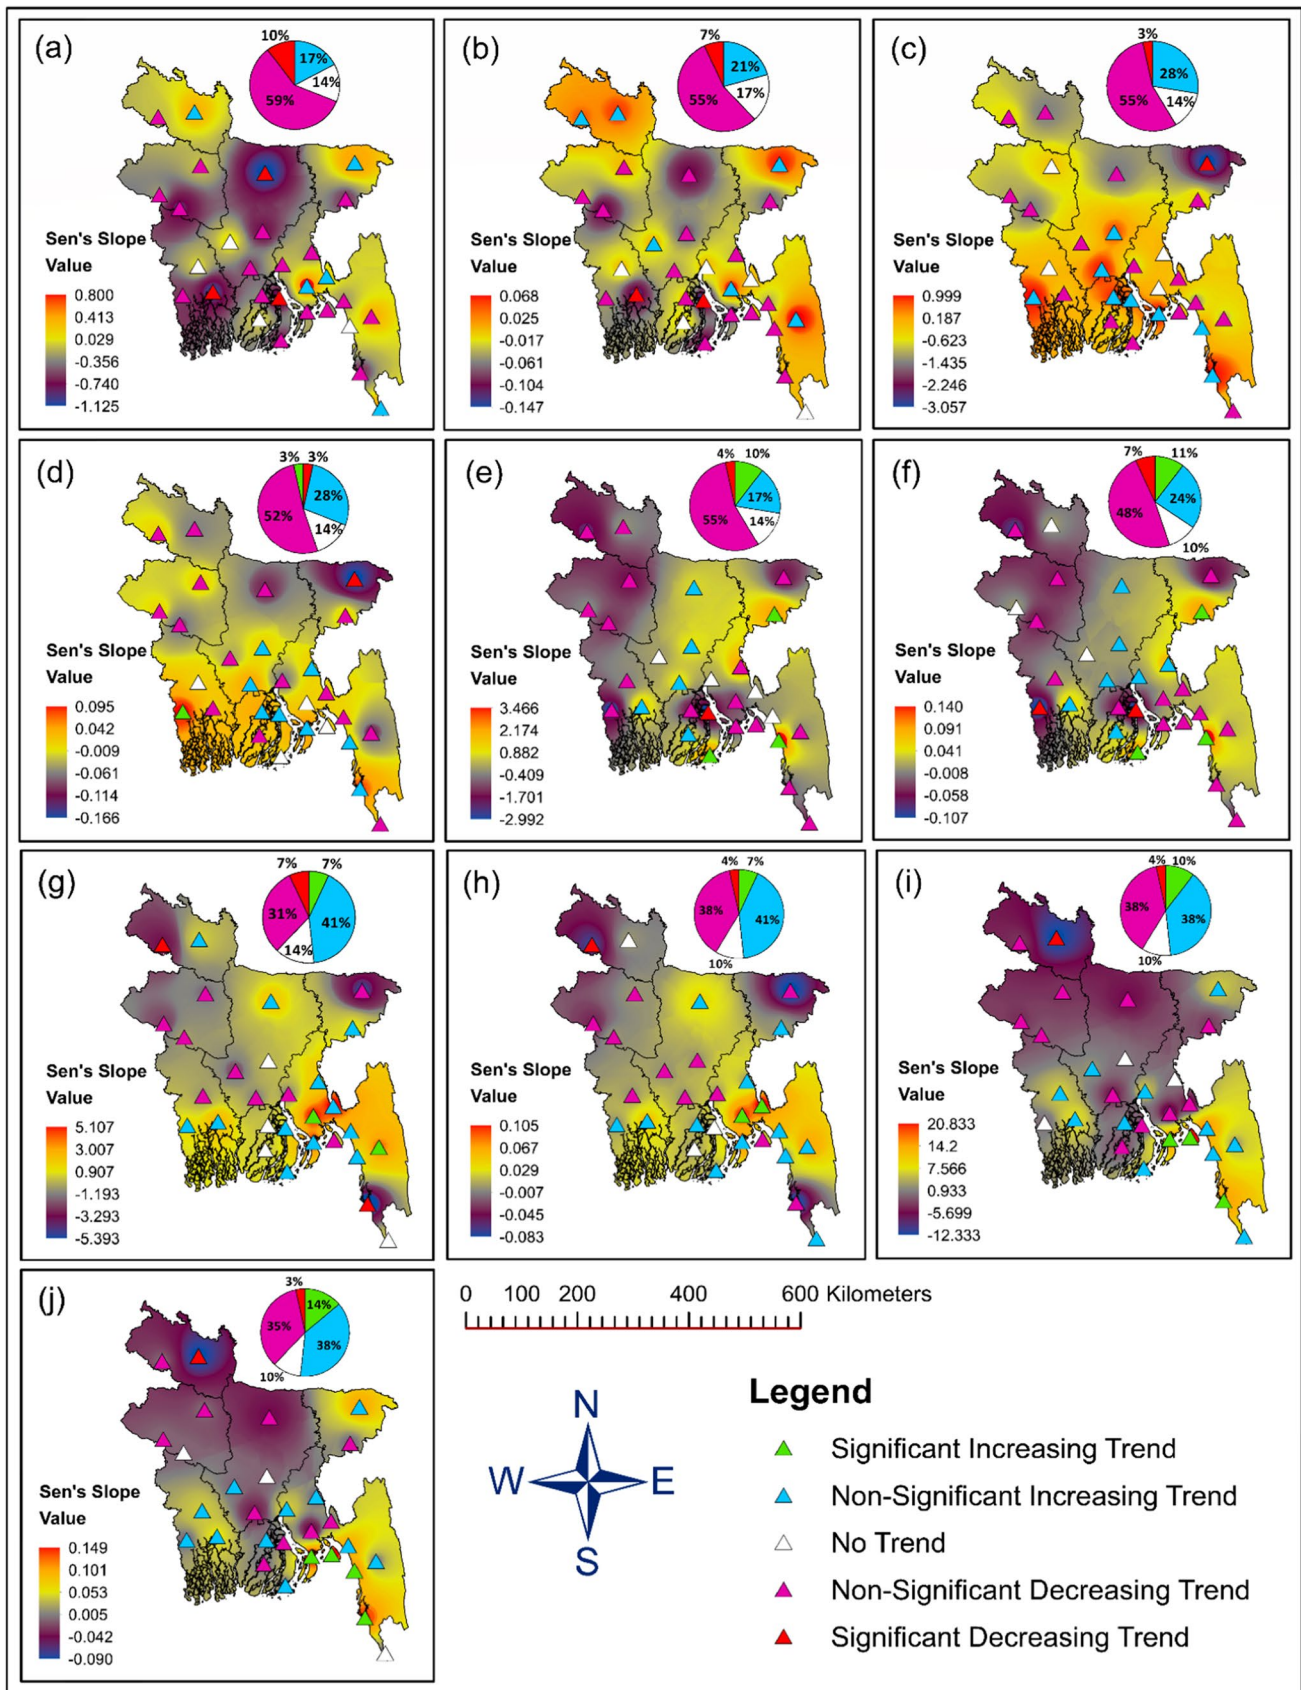 (a)
10%
17%
14%
59%
Sen's Slope
Value
0.800
0.413
0.029
-0.356
-0.740
-1.125
(b)
7%
21%
17%
55%
Sen's Slope
Value
0.068
0.025
-0.017
-0.061
-0.104
-0.147
(c)
3%
28%
14%
55%
Sen's Slope
Value
0.999
0.187
-0.623
-1.435
-2.246
-3.057
(d)
3%
3%
28%
14%
52%
Sen's Slope
Value
0.095
0.042
-0.009
-0.061
-0.114
-0.166
(e)
4%
10%
17%
14%
55%
Sen's Slope
Value
3.466
2.174
0.882
-0.409
-1.701
-2.992
(f)
7%
11%
24%
10%
48%
Sen's Slope
Value
0.140
0.091
0.041
-0.008
-0.058
-0.107
(g)
7%
7%
41%
14%
31%
Sen's Slope
Value
5.107
3.007
0.907
-1.193
-3.293
-5.393
(h)
4%
7%
41%
10%
38%
Sen's Slope
Value
0.105
0.067
0.029
-0.007
-0.045
-0.083
(i)
4%
10%
38%
10%
38%
Sen's Slope
Value
20.833
14.2
7.566
0.933
-5.699
-12.333
(j)
3%
14%
38%
10%
35%
Sen's Slope
Value
0.149
0.101
0.053
0.005
-0.042
-0.090
0 100 200 400 600 Kilometers
N
W E
S
Legend
Significant Increasing Trend
Non-Significant Increasing Trend
No Trend
Non-Significant Decreasing Trend
Significant Decreasing Trend